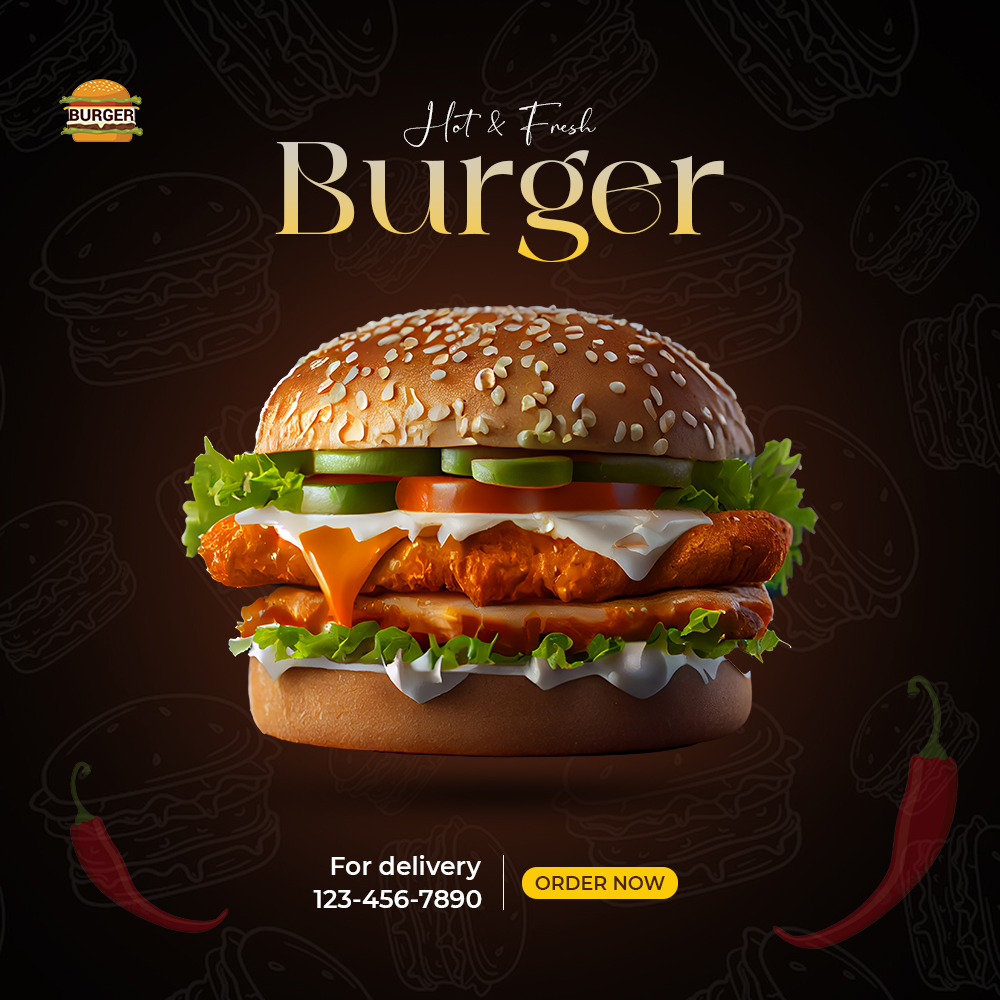 BURGER
Hot & Fresh
Burger
For delivery
123-456-7890
ORDER NOW